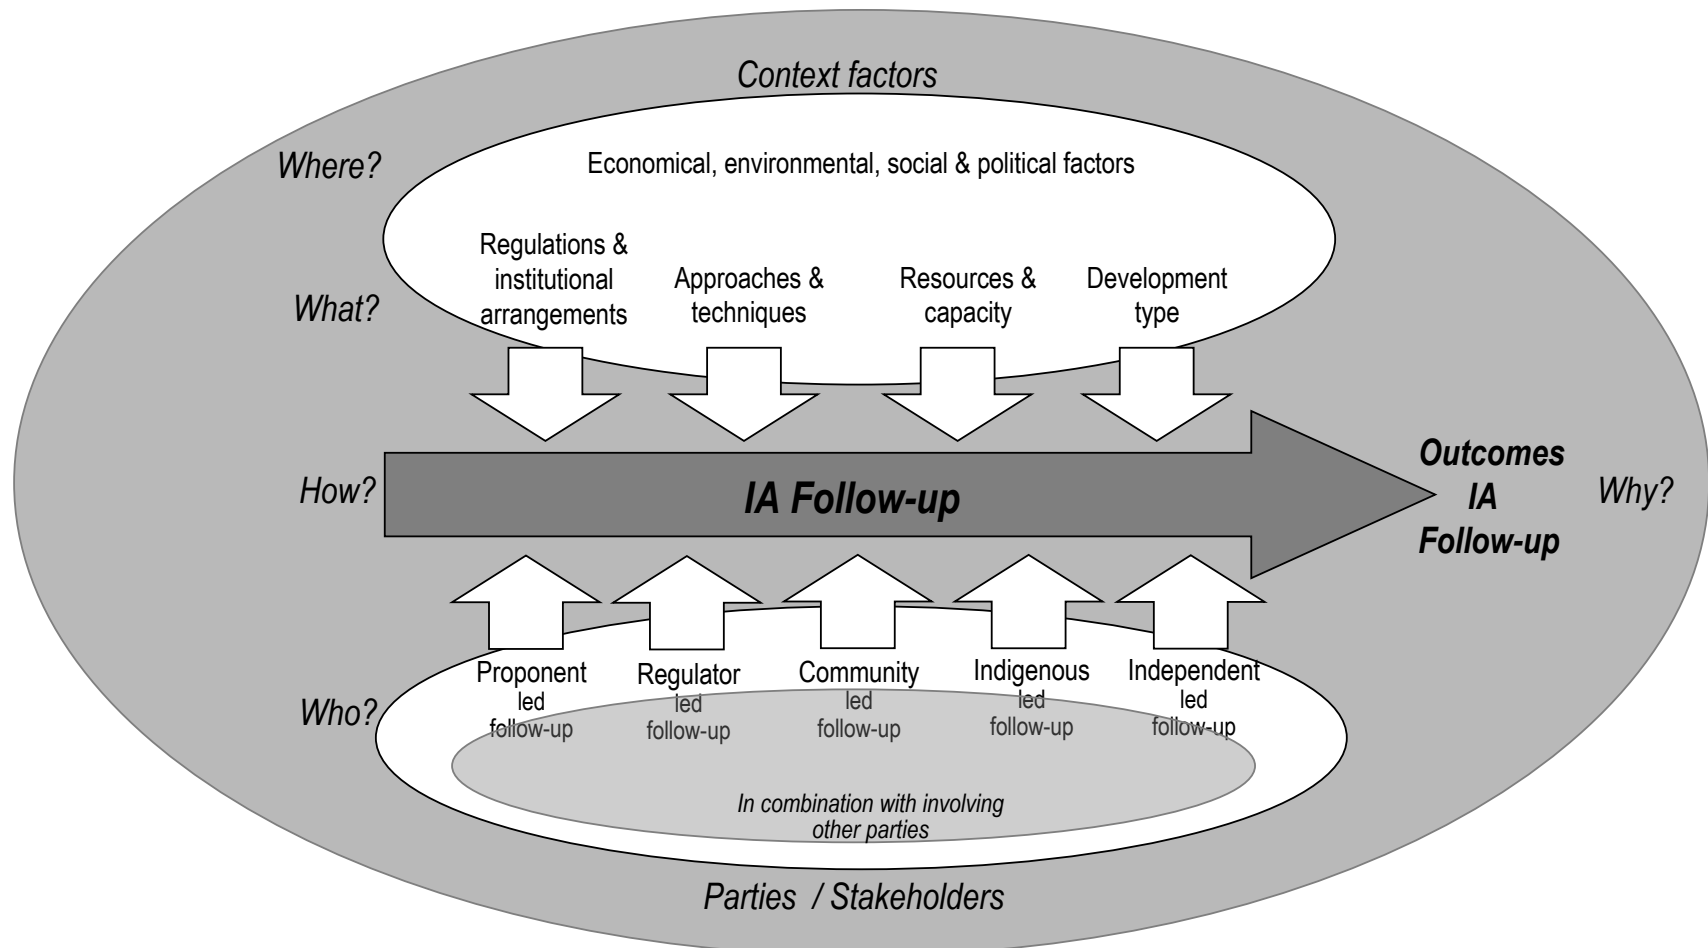 Context factors
Where?
Economical, environmental, social & political factors
What?
Regulations &
institutional
arrangements
Approaches &
techniques
Resources &
capacity
Development
type
How?
IA Follow-up
Outcomes
IA
Follow-up
Why?
Who?
Proponent
led
follow-up
Regulator
led
follow-up
Community
led
follow-up
Indigenous
led
follow-up
Independent
led
follow-up
In combination with involving
other parties
Parties / Stakeholders